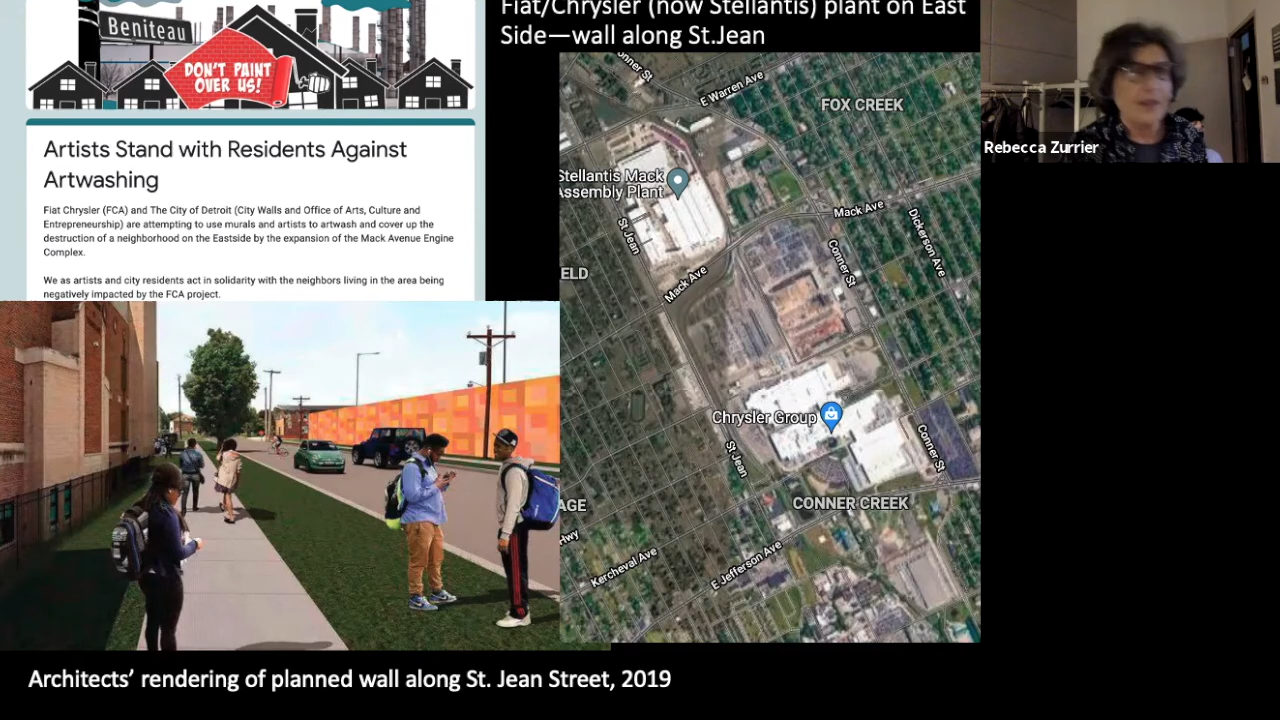 Fiat/Chrysler (now Stellantis) plant on East
Side—wall along St.Jean
Beniteau
DON'T PAINT
OVER US!
Artists Stand with Residents Against
Artwashing
Fiat Chrysler (FCA) and The City of Detroit (City Walls and Office of Arts, Culture and
Entrepreneurship) are attempting to use murals and artists to artwash and cover up the
destruction of a neighborhood on the Eastside by the expansion of the Mack Avenue Engine
Complex.
We as artists and city residents act in solidarity with the neighbors living in the area being
negatively impacted by the FCA project.
onner St
E Warren Ave
FOX CREEK
Stellantis Mack
Assembly Plant
St Jean
Mack Ave
Dickerson Ave
Conner St
ELD
Mack Ave
Chrysler Group
St Jean
Conner St
CONNER CREEK
AGE
Hwy
Kercheval Ave
E Jefferson Ave
Rebecca Zurrier
Architects' rendering of planned wall along St. Jean Street, 2019